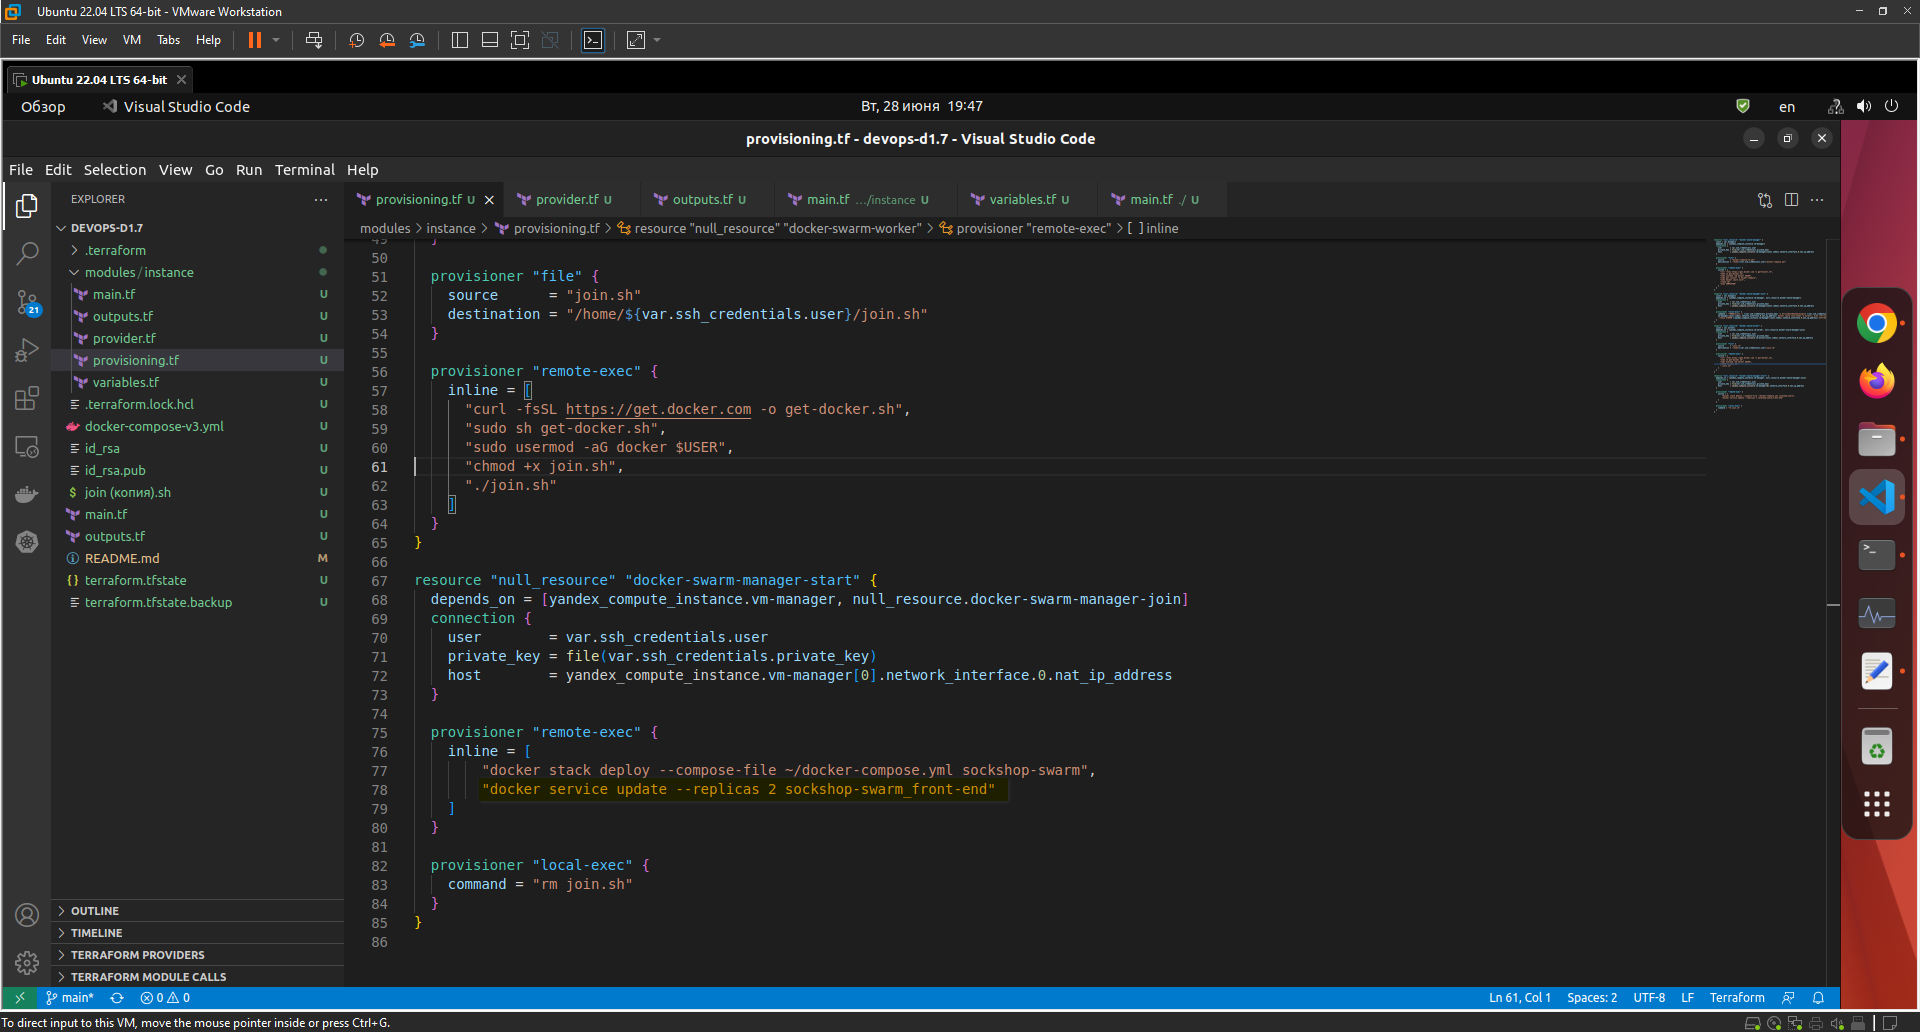 Ubuntu 22.04 LTS 64-bit - VMware Workstation
File Edit View VM Tabs Help
Ubuntu 22.04 LTS 64-bit
Обзор Visual Studio Code Вт, 28 июня 19:47 en
provisioning.tf - devops-d1.7 - Visual Studio Code
File Edit Selection View Go Run Terminal Help
EXPLORER
provisioning.tf U provider.tf U outputs.tf U main.tf .../instance U variables.tf U main.tf ./ U
modules > instance > provisioning.tf > resource "null_resource" "docker-swarm-worker" > provisioner "remote-exec" > [ ] inline
DEVOPS-D1.7
.terraform
modules / instance
main.tf U
outputs.tf U
provider.tf U
provisioning.tf U
variables.tf U
.terraform.lock.hcl U
docker-compose-v3.yml U
id_rsa U
id_rsa.pub U
join (копия).sh U
main.tf U
outputs.tf U
README.md M
terraform.tfstate U
terraform.tfstate.backup U
21
OUTLINE
TIMELINE
TERRAFORM PROVIDERS
TERRAFORM MODULE CALLS
49 }
50
51 provisioner "file" {
52 source = "join.sh"
53 destination = "/home/${var.ssh_credentials.user}/join.sh"
54 }
55
56 provisioner "remote-exec" {
57 inline = [
58 "curl -fsSL https://get.docker.com -o get-docker.sh",
59 "sudo sh get-docker.sh",
60 "sudo usermod -aG docker $USER",
61 "chmod +x join.sh",
62 "./join.sh"
63 ]
64 }
65 }
66
67 resource "null_resource" "docker-swarm-manager-start" {
68 depends_on = [yandex_compute_instance.vm-manager, null_resource.docker-swarm-manager-join]
69 connection {
70 user = var.ssh_credentials.user
71 private_key = file(var.ssh_credentials.private_key)
72 host = yandex_compute_instance.vm-manager[0].network_interface.0.nat_ip_address
73 }
74
75 provisioner "remote-exec" {
76 inline = [
77 "docker stack deploy --compose-file ~/docker-compose.yml sockshop-swarm",
78 "docker service update --replicas 2 sockshop-swarm_front-end"
79 ]
80 }
81
82 provisioner "local-exec" {
83 command = "rm join.sh"
84 }
85 }
86
main* 0 0 Ln 61, Col 1 Spaces: 2 UTF-8 LF Terraform
To direct input to this VM, move the mouse pointer inside or press Ctrl+G.